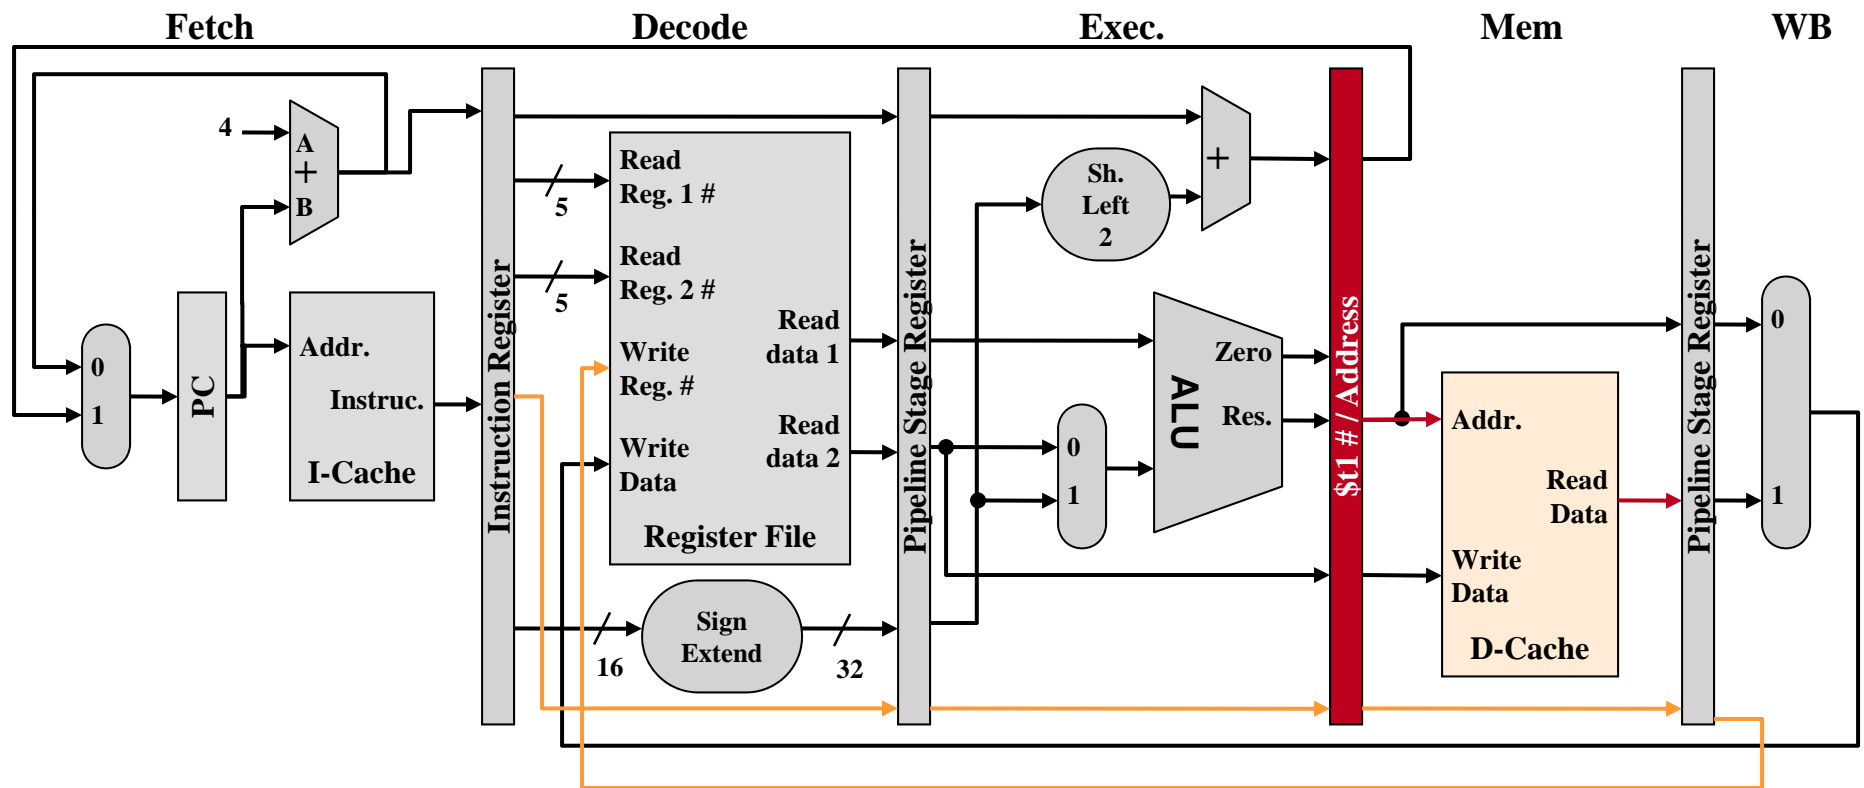 Fetch
Decode
Exec.
Mem
WB
4
A
+
B
0
1
PC
Addr.
Instruc.
I-Cache
Instruction Register
5
5
16
Read
Reg. 1 #
Read
Reg. 2 #
Write
Reg. #
Write
Data
Read
data 1
Read
data 2
Register File
Sign
Extend
32
Pipeline Stage Register
Sh.
Left
2
+
0
1
ALU
Zero
Res.
$t1 # / Address
Addr.
Read
Data
Write
Data
D-Cache
Pipeline Stage Register
0
1